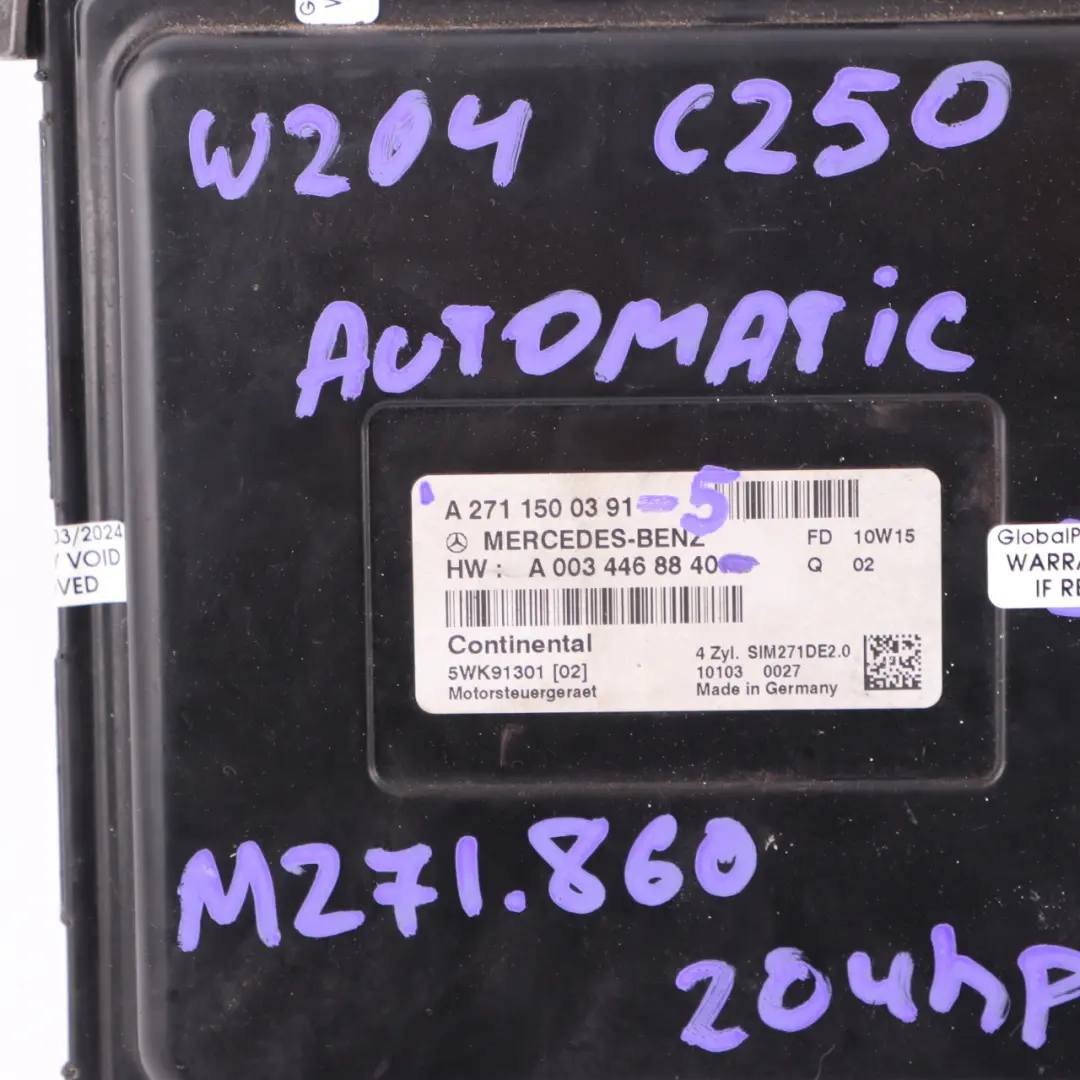 W204 C250
AUTOMATiC
A 271 150 03 91 - 5
MERCEDES-BENZ FD 10W15
HW : A 003 446 88 40 Q 02
Continental
4 Zyl. SIM271DE2.0
5WK91301 [02]
10103 0027
Motorsteuergeraet
Made in Germany
03/2024
VOID
VED
GlobalP
WARRA
IF RE
M271.860
204hp